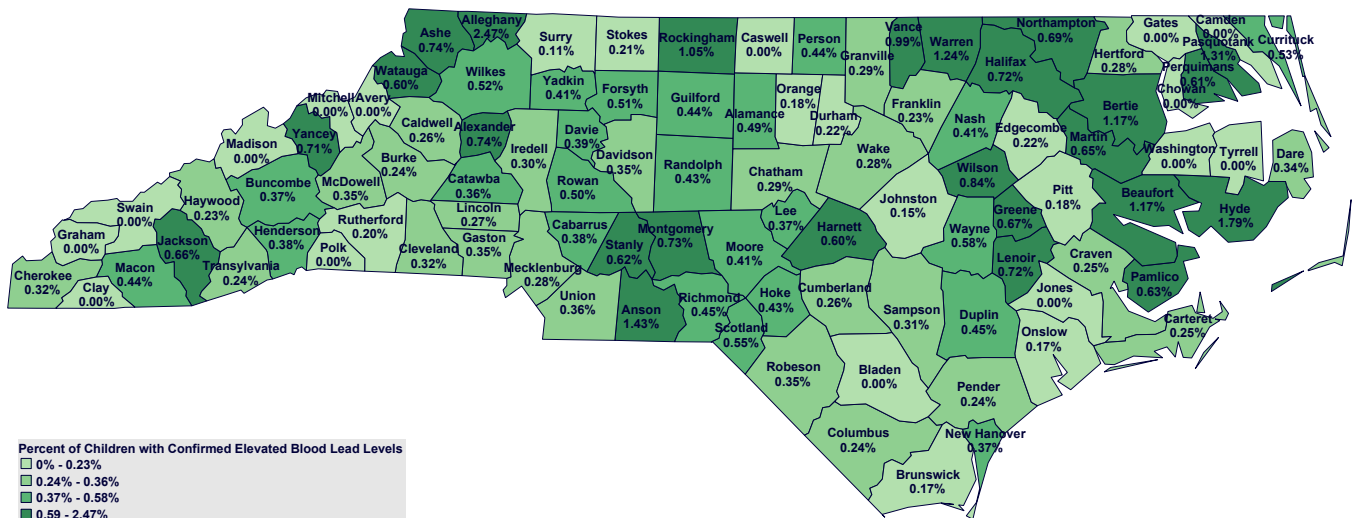 Ashe
0.74%
Alleghany
2.47%
Surry
0.11%
Stokes
0.21%
Rockingham
1.05%
Caswell
0.00%
Person
0.44%
Granville
0.29%
Vance
0.99%
Warren
1.24%
Northampton
0.69%
Halifax
0.72%
Hertford
0.28%
Gates
0.00%
Camden
0.00%
Pasquotank
1.31%
Currituck
0.53%
Perquimans
0.61%
Chowan
0.00%
Watauga
0.60%
Wilkes
0.52%
Yadkin
0.41%
Forsyth
0.51%
Guilford
0.44%
Alamance
0.49%
Orange
0.18%
Durham
0.22%
Franklin
0.23%
Nash
0.41%
Edgecombe
0.22%
Bertie
1.17%
Martin
0.65%
Washington
0.00%
Tyrrell
0.00%
Dare
0.34%
Mitchell
0.00%
Avery
0.00%
Yancey
0.71%
Madison
0.00%
Caldwell
0.26%
Alexander
0.74%
Iredell
0.30%
Davie
0.39%
Davidson
0.35%
Randolph
0.43%
Chatham
0.29%
Wake
0.28%
Wilson
0.84%
Pitt
0.18%
Beaufort
1.17%
Hyde
1.79%
Burke
0.24%
McDowell
0.35%
Buncombe
0.37%
Haywood
0.23%
Swain
0.00%
Graham
0.00%
Cherokee
0.32%
Clay
0.00%
Macon
0.44%
Jackson
0.66%
Transylvania
0.24%
Henderson
0.38%
Polk
0.00%
Rutherford
0.20%
Cleveland
0.32%
Lincoln
0.27%
Gaston
0.35%
Catawba
0.36%
Rowan
0.50%
Cabarrus
0.38%
Mecklenburg
0.28%
Union
0.36%
Stanly
0.62%
Montgomery
0.73%
Anson
1.43%
Richmond
0.45%
Moore
0.41%
Lee
0.37%
Harnett
0.60%
Johnston
0.15%
Wayne
0.58%
Greene
0.67%
Lenoir
0.72%
Craven
0.25%
Pamlico
0.63%
Jones
0.00%
Carteret
0.25%
Onslow
0.17%
Duplin
0.45%
Sampson
0.31%
Cumberland
0.26%
Hoke
0.43%
Scotland
0.55%
Robeson
0.35%
Bladen
0.00%
Pender
0.24%
New Hanover
0.37%
Columbus
0.24%
Brunswick
0.17%
Percent of Children with Confirmed Elevated Blood Lead Levels
0% - 0.23%
0.24% - 0.36%
0.37% - 0.58%
0.59 - 2.47%